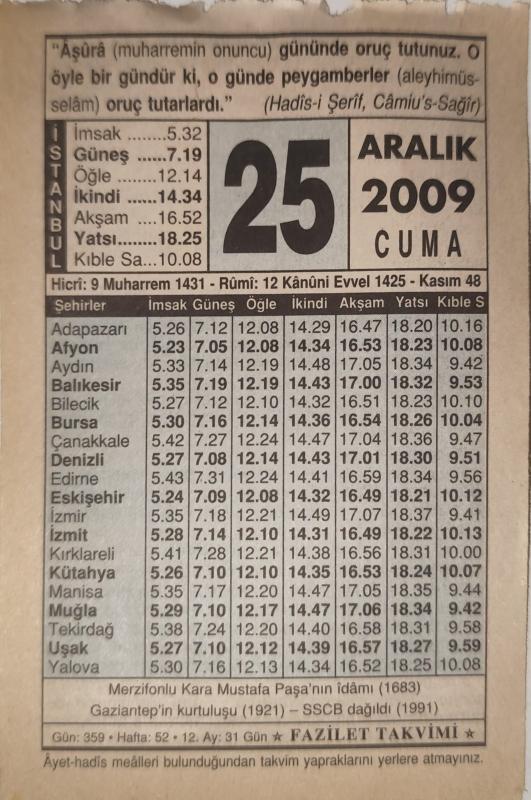 "Âşûrâ (muharremin onuncu) gününde oruç tutunuz. O
öyle bir gündür ki, o günde peygamberler (aleyhimüs-
selâm) oruç tutarlardı." (Hadîs-i Şerîf, Câmiu's-Sağîr)
İSTANBUL
İmsak ........5.32
Güneş ......7.19
Öğle ........12.14
İkindi ......14.34
Akşam ....16.52
Yatsı........18.25
Kıble Sa...10.08
25
ARALIK
2009
CUMA
Hicrî: 9 Muharrem 1431 - Rûmî: 12 Kânûni Evvel 1425 - Kasım 48
Şehirler İmsak Güneş Öğle İkindi Akşam Yatsı Kıble S
Adapazarı 5.26 7.12 12.08 14.29 16.47 18.20 10.16
Afyon 5.23 7.05 12.08 14.34 16.53 18.23 10.08
Aydın 5.33 7.14 12.19 14.48 17.05 18.34 9.42
Balıkesir 5.35 7.19 12.19 14.43 17.00 18.32 9.53
Bilecik 5.27 7.12 12.10 14.32 16.51 18.23 10.10
Bursa 5.30 7.16 12.14 14.36 16.54 18.26 10.04
Çanakkale 5.42 7.27 12.24 14.47 17.04 18.36 9.47
Denizli 5.27 7.08 12.14 14.43 17.01 18.30 9.51
Edirne 5.43 7.31 12.24 14.41 16.59 18.34 9.56
Eskişehir 5.24 7.09 12.08 14.32 16.49 18.21 10.12
İzmir 5.35 7.18 12.21 14.49 17.07 18.37 9.41
İzmit 5.28 7.14 12.10 14.31 16.49 18.22 10.13
Kırklareli 5.41 7.28 12.21 14.38 16.56 18.31 10.00
Kütahya 5.26 7.10 12.10 14.35 16.53 18.24 10.07
Manisa 5.35 7.17 12.20 14.47 17.05 18.35 9.44
Muğla 5.29 7.10 12.17 14.47 17.06 18.34 9.42
Tekirdağ 5.38 7.24 12.20 14.40 16.58 18.31 9.58
Uşak 5.27 7.10 12.12 14.39 16.57 18.27 9.59
Yalova 5.30 7.16 12.13 14.34 16.52 18.25 10.08
Merzifonlu Kara Mustafa Paşa'nın îdâmı (1683)
Gaziantep'in kurtuluşu (1921) – SSCB dağıldı (1991)
Gün: 359 • Hafta: 52 • 12. Ay: 31 Gün ★ FAZİLET TAKVİMİ ★
Âyet-hadîs meâlleri bulunduğundan takvim yapraklarını yerlere atmayınız.